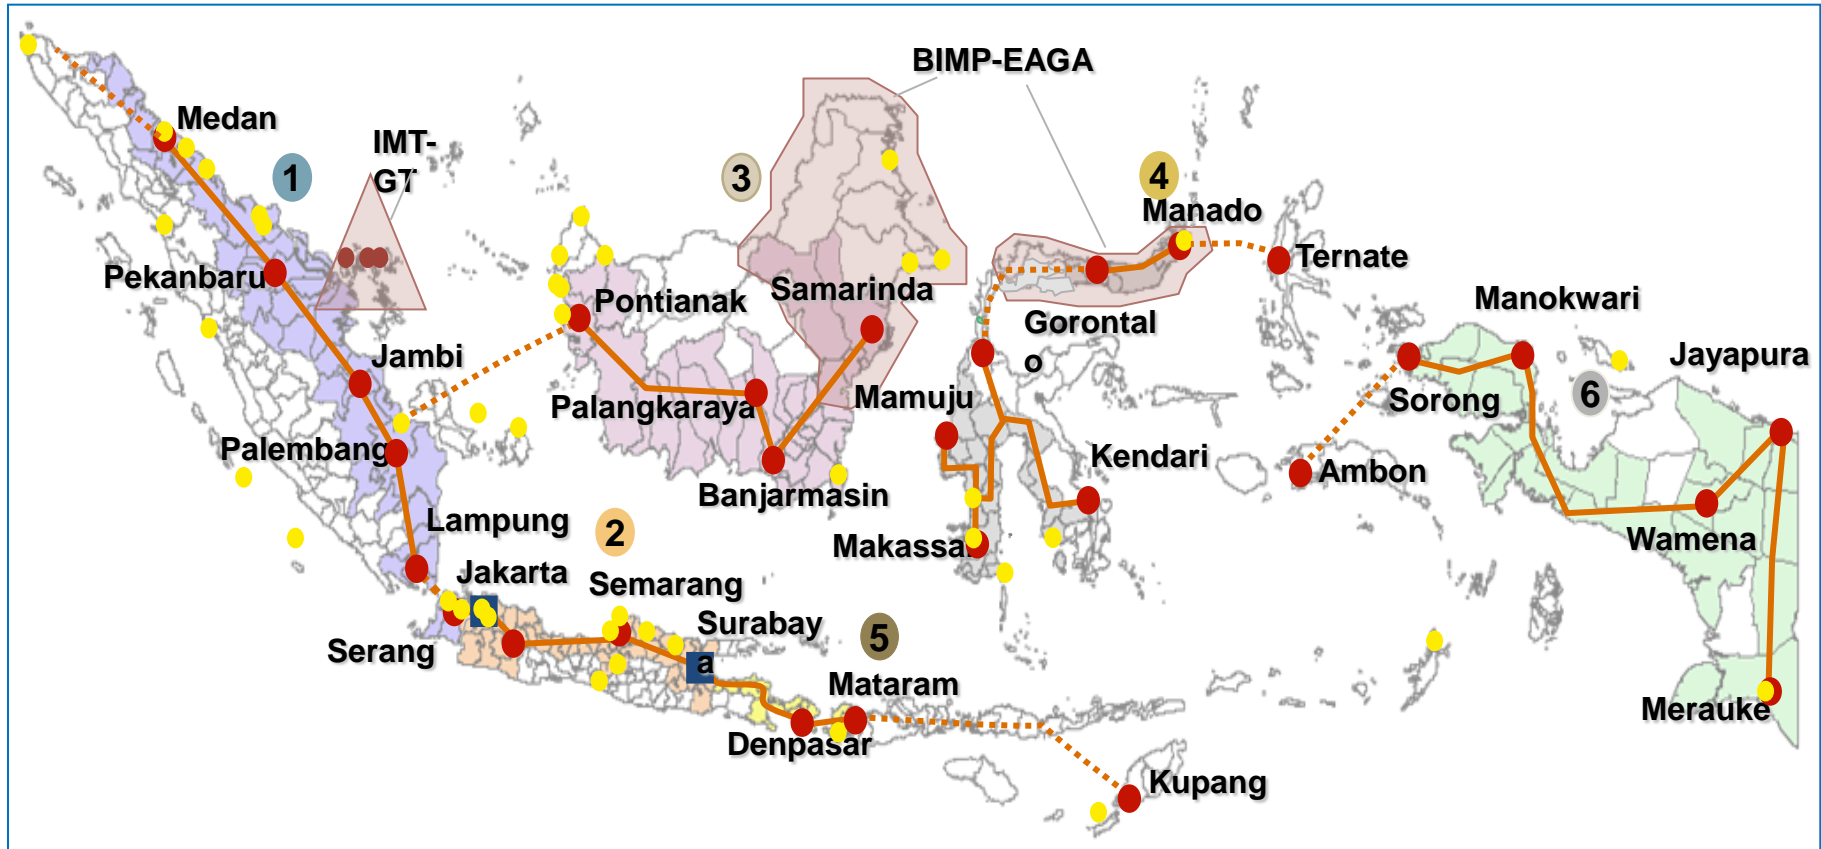 BIMP-EAGA
Medan
IMT-
GT
1
3
4
Manado
Ternate
Pekanbaru
Pontianak
Samarinda
Manokwari
Gorontal
o
Jambi
Jayapura
Palangkaraya
Mamuju
6
Sorong
Palembang
Kendari
Ambon
Banjarmasin
Lampung
2
Makassar
Wamena
Jakarta
Semarang
Surabay
a
5
Serang
Mataram
Merauke
Denpasar
Kupang